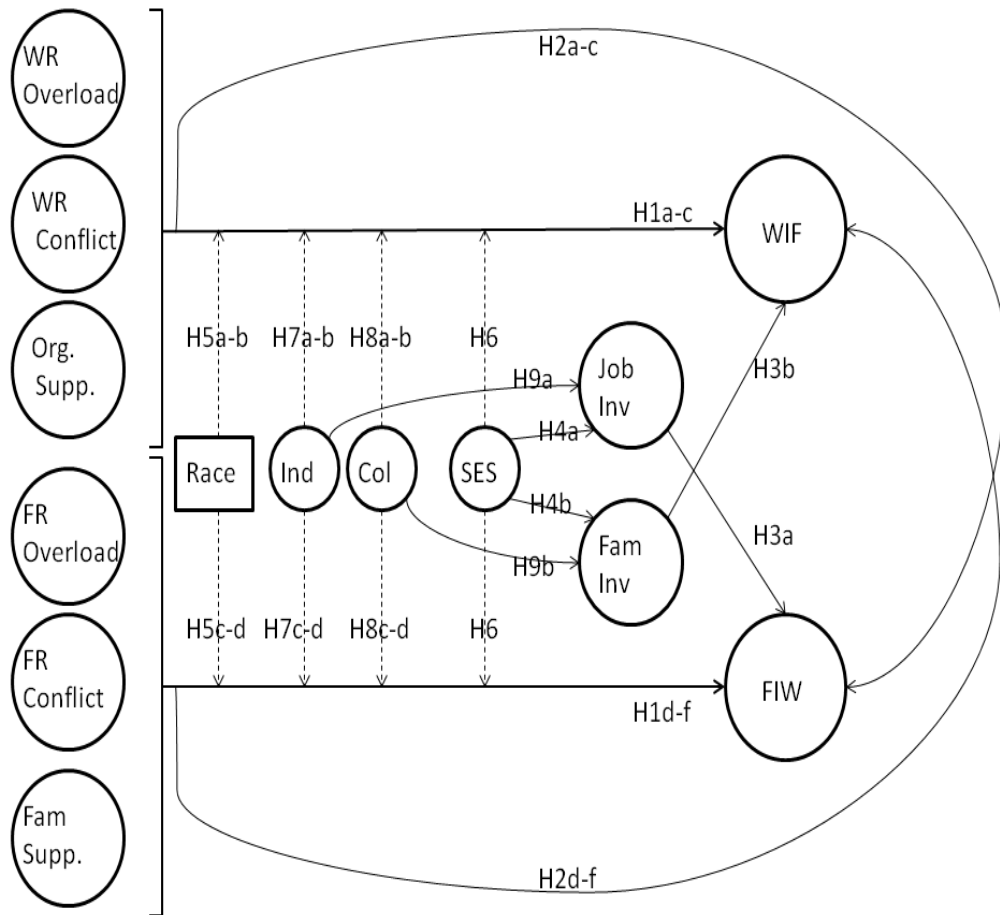 WR
Overload
WR
Conflict
Org.
Supp.
FR
Overload
FR
Conflict
Fam
Supp.
H2a-c
H1a-c
WIF
H5a-b
H7a-b
H8a-b
H6
H9a
Job
Inv
H3b
H4a
Race
Ind
Col
SES
H4b
Fam
Inv
H9b
H3a
H5c-d
H7c-d
H8c-d
H6
FIW
H1d-f
H2d-f